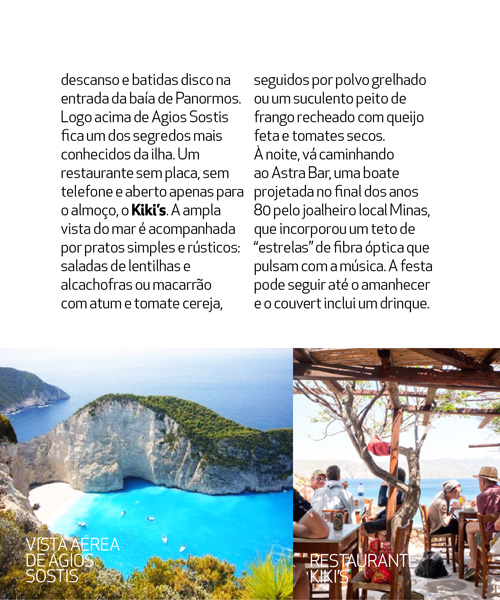 descanso e batidas disco na
entrada da baía de Panormos.
Logo acima de Agios Sostis
fica um dos segredos mais
conhecidos da ilha. Um
restaurante sem placa, sem
telefone e aberto apenas para
o almoço, o Kiki’s. A ampla
vista do mar é acompanhada
por pratos simples e rústicos:
saladas de lentilhas e
alcachofras ou macarrão
com atum e tomate cereja,
seguidos por polvo grelhado
ou um suculento peito de
frango recheado com queijo
feta e tomates secos.
À noite, vá caminhando
ao Astra Bar, uma boate
projetada no final dos anos
80 pelo joalheiro local Minas,
que incorporou um teto de
“estrelas” de fibra óptica que
pulsam com a música. A festa
pode seguir até o amanhecer
e o couvert inclui um drinque.
VISTA AÉREA
DE AGIOS
SOSTIS
RESTAURANTE
KIKI'S